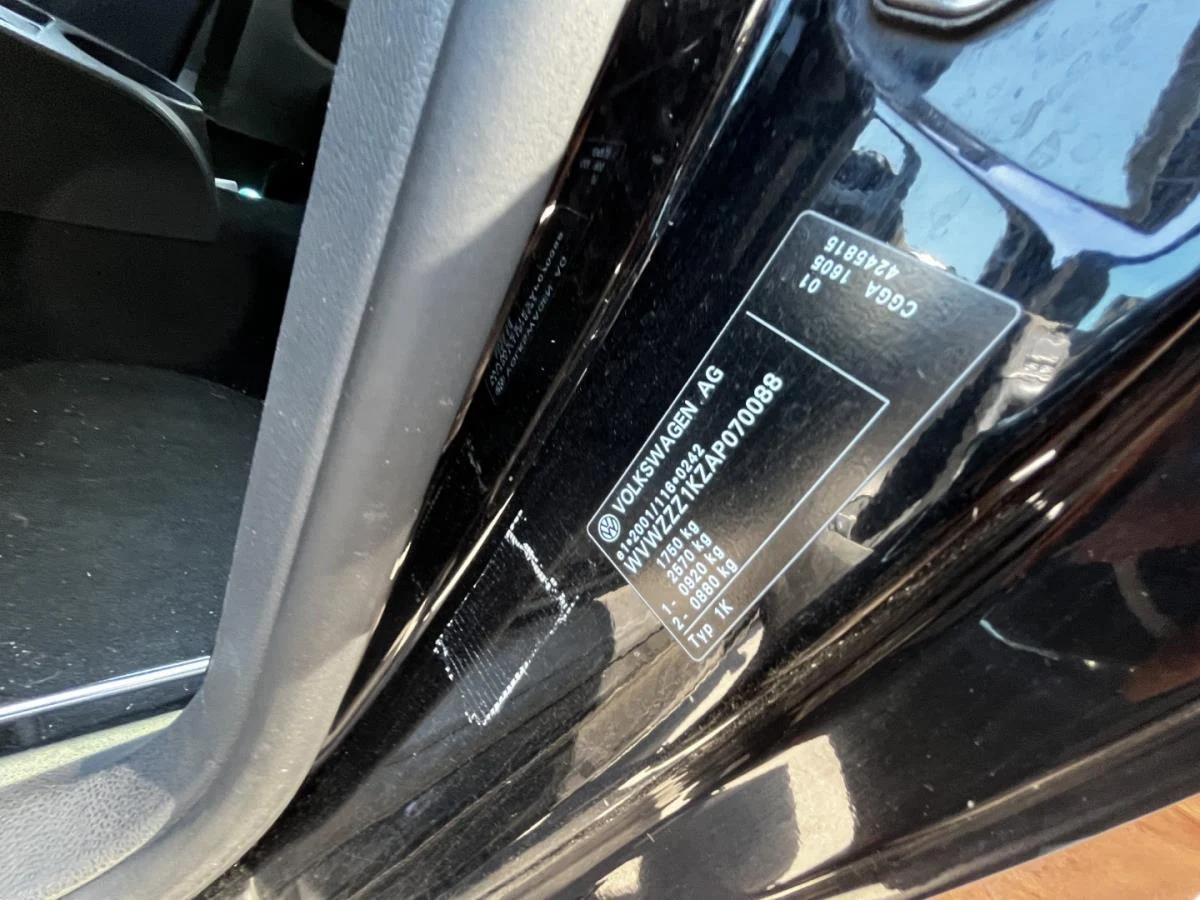 VOLKSWAGEN AG
e1*2001/116*0242
WVWZZZ1KZAP070088
1750 kg
2570 kg
1- 0920 kg
2- 0880 kg
Typ 1K
01
CGGA 1605
4245815